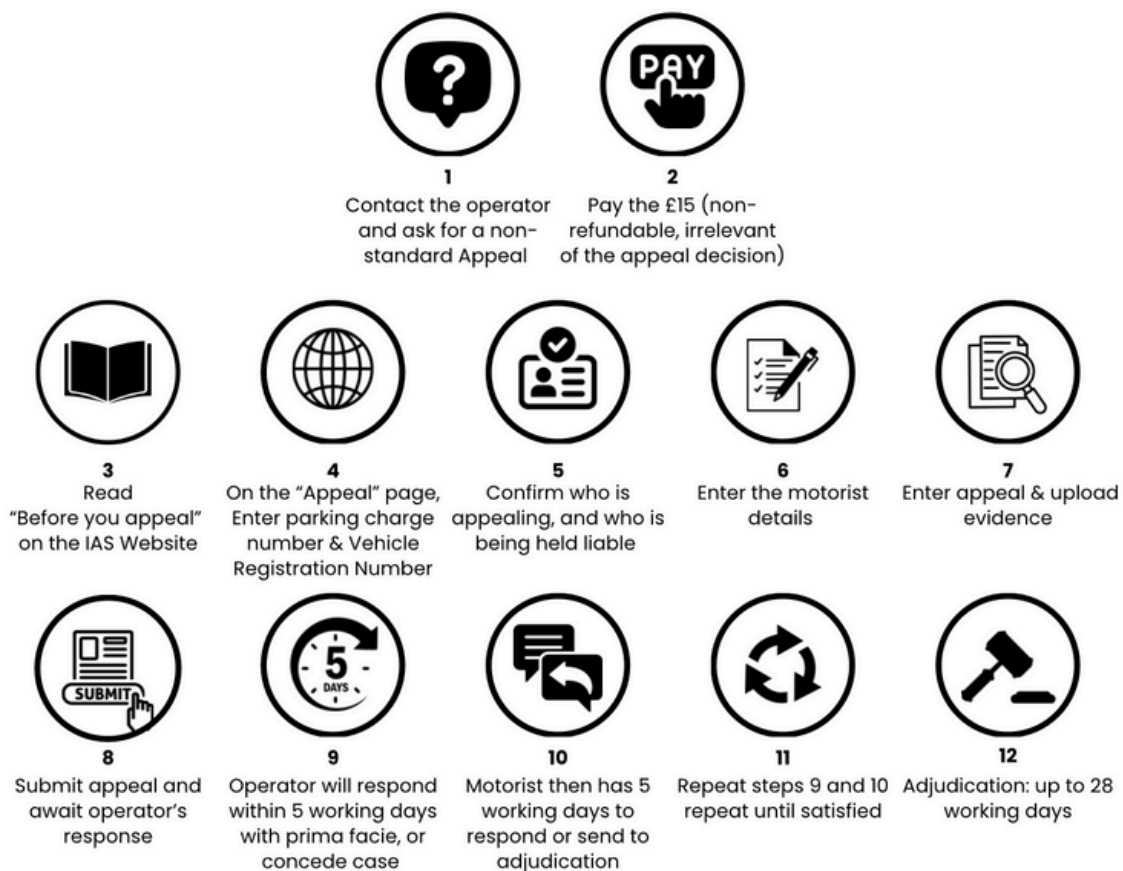 ?
PAY
1
Contact the operator
and ask for a non-
standard Appeal
2
Pay the £15 (non-
refundable, irrelevant
of the appeal decision)
3
Read
"Before you appeal"
on the IAS Website
4
On the "Appeal" page,
Enter parking charge
number & Vehicle
Registration Number
5
Confirm who is
appealing, and who is
being held liable
6
Enter the motorist
details
7
Enter appeal & upload
evidence
SUBMIT
8
Submit appeal and
await operator's
response
5
DAYS
9
Operator will respond
within 5 working days
with prima facie, or
concede case
10
Motorist then has 5
working days to
respond or send to
adjudication
11
Repeat steps 9 and 10
repeat until satisfied
12
Adjudication: up to 28
working days